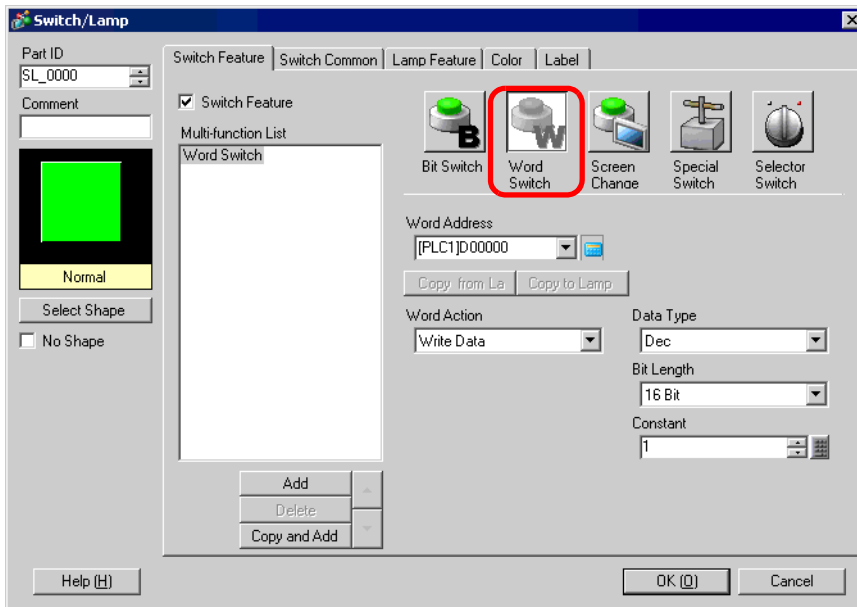 Switch/Lamp
Part ID
SL_0000
Comment
Normal
Select Shape
No Shape
Switch Feature
Switch Common
Lamp Feature
Color
Label
Switch Feature
Multi-function List
Word Switch
Add
Delete
Copy and Add
B
Bit Switch
W
Word
Switch
Screen
Change
Special
Switch
Selector
Switch
Word Address
[PLC1]D00000
Copy from La
Copy to Lamp
Word Action
Write Data
Data Type
Dec
Bit Length
16 Bit
Constant
1
Help (H)
OK (O)
Cancel